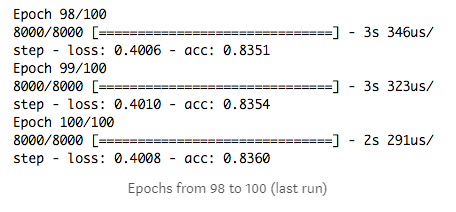 Epoch 98/100
8000/8000 [==============================] - 3s 346us/
step - loss: 0.4006 - acc: 0.8351
Epoch 99/100
8000/8000 [==============================] - 3s 323us/
step - loss: 0.4010 - acc: 0.8354
Epoch 100/100
8000/8000 [==============================] - 2s 291us/
step - loss: 0.4008 - acc: 0.8360
Epochs from 98 to 100 (last run)